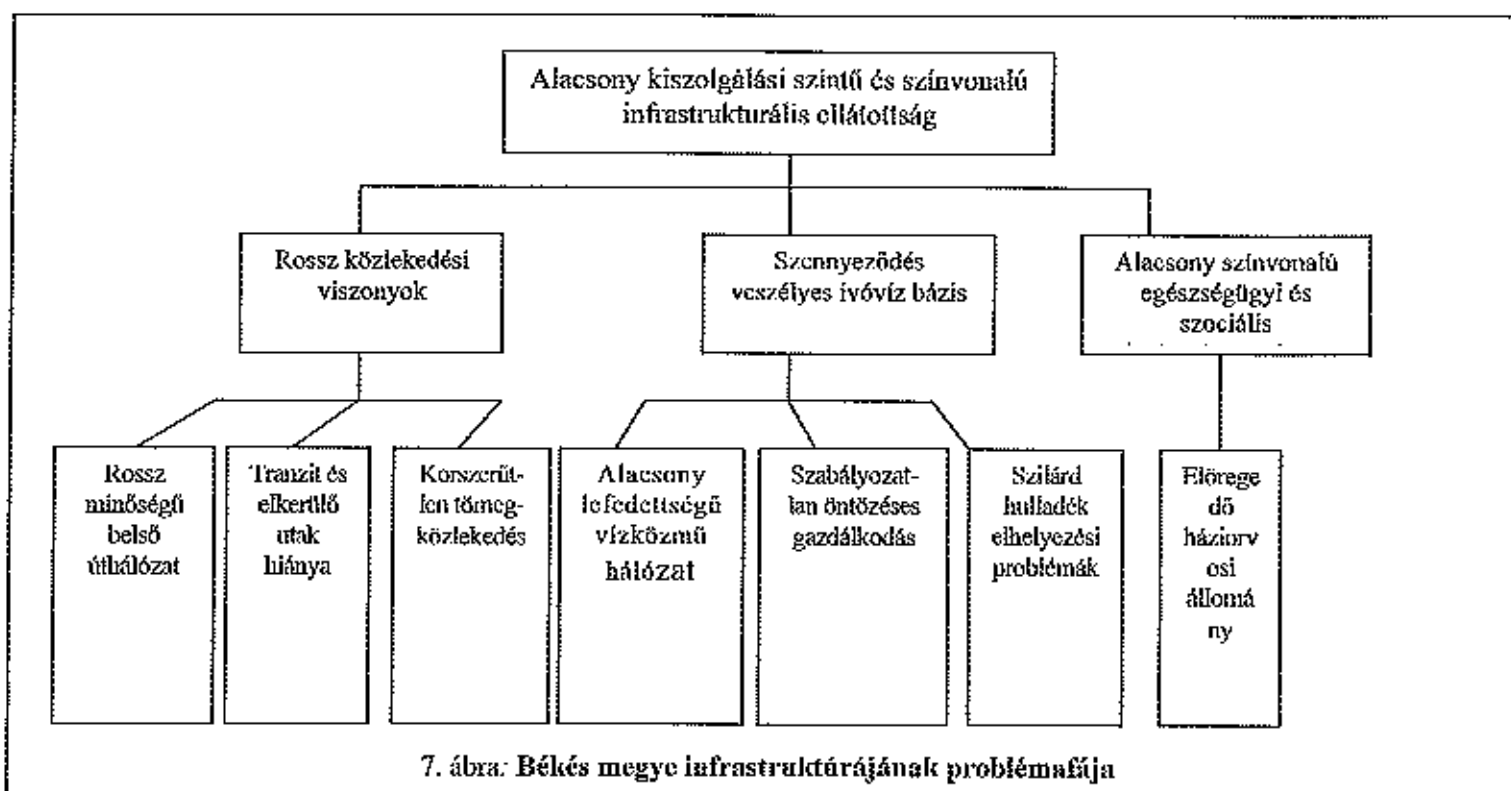 Alacsony kiszolgálási szintű és színvonalú
infrastrukturális ellátottság
Rossz közlekedési
viszonyok
Szennyeződés
veszélyes ívóvíz bázis
Alacsony színvonalú
egészségügyi és
szociális
Rossz
minőségű
belső
úthálózat
Tranzit és
elkerülő
utak
hiánya
Korszerűt-
len tömeg-
közlekedés
Alacsony
lefedettségű
vízközmű
hálózat
Szabályozat-
lan öntözéses
gazdálkodás
Szilárd
hulladék
elhelyezési
problémák
Elörege
dő
háziorv
osi
állomá
ny
7. ábra: Békés megye infrastruktúrájának problémafája